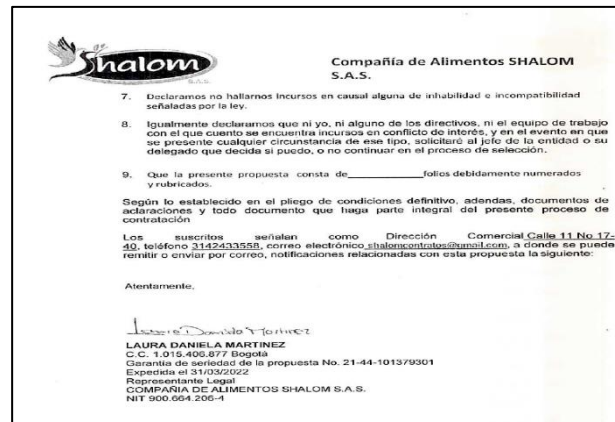 Shalom
S.A.S.
Compañía de Alimentos SHALOM
S.A.S.
7. Declaramos no hallarnos incursos en causal alguna de inhabilidad e incompatibilidad
señaladas por la ley.
8. Igualmente declaramos que ni yo, ni alguno de los directivos, ni el equipo de trabajo
con el que cuento se encuentra incursos en conflicto de interés, y en el evento en que
se presente cualquier circunstancia de ese tipo, solicitaré al jefe de la entidad o su
delegado que decida si puedo, o no continuar en el proceso de selección.
9. Que la presente propuesta consta de______________folios debidamente numerados
y rubricados.
Según lo establecido en el pliego de condiciones definitivo, adendas, documentos de
aclaraciones y todo documento que haga parte integral del presente proceso de
contratación
Los suscritos señalan como Dirección Comercial Calle 11 No 17-
40, teléfono 3142433558, correo electrónico shalomcontratos@gmail.com, a donde se puede
remitir o enviar por correo, notificaciones relacionadas con esta propuesta la siguiente:
Atentamente,
Laura Daniela Martinez
LAURA DANIELA MARTINEZ
C.C. 1.015.406.877 Bogotá
Garantía de seriedad de la propuesta No. 21-44-101379301
Expedida el 31/03/2022
Representante Legal
COMPAÑIA DE ALIMENTOS SHALOM S.A.S.
NIT 900.664.206-4